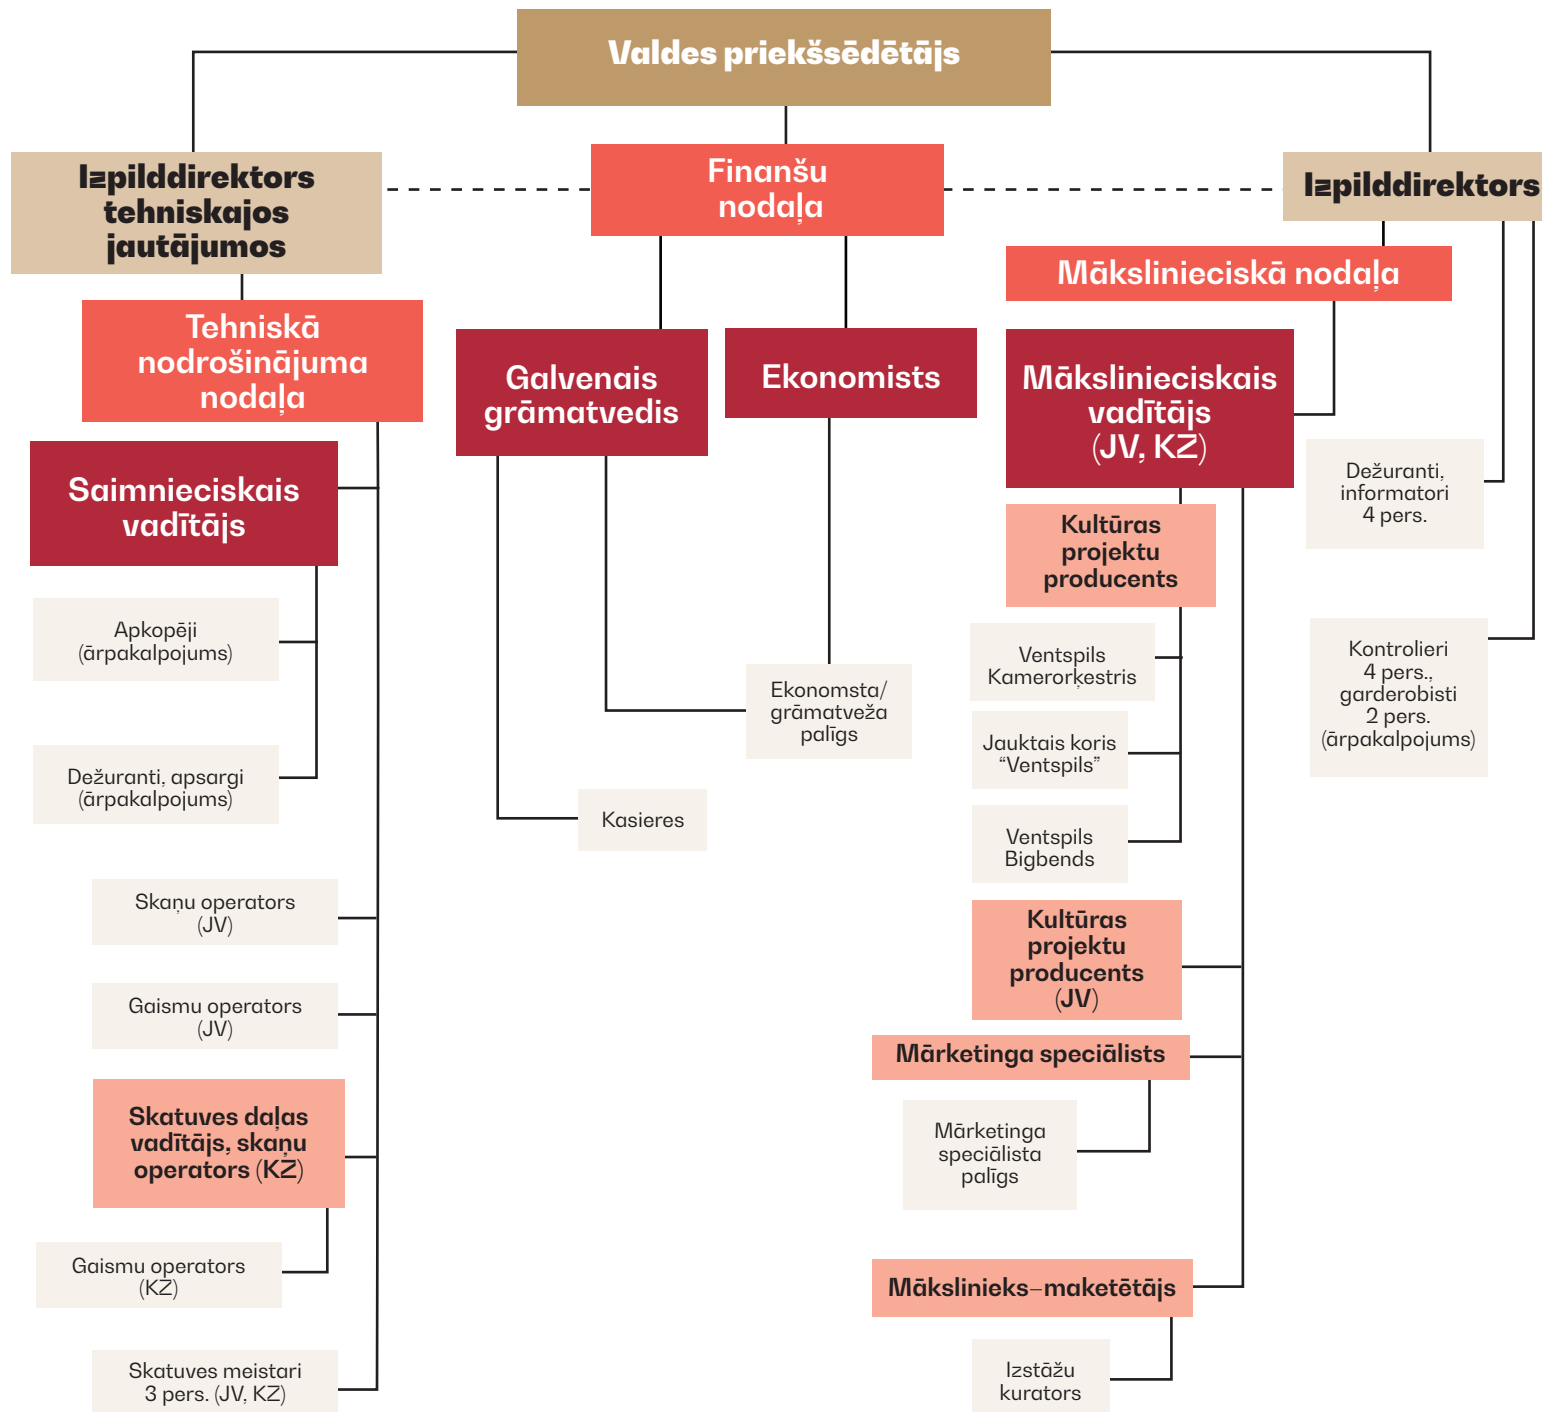 Valdes priekšsēdētājs
Izpilddirektors
tehniskajos
jautājumos
Finanšu
nodaļa
Izpilddirektors
Tehniskā
nodrošinājuma
nodaļa
Saimnieciskais
vadītājs
Apkopēji
(ārpakalpojums)
Dežuranti, apsargi
(ārpakalpojums)
Skaņu operators
(JV)
Gaismu operators
(JV)
Skatuves daļas
vadītājs, skaņu
operators (KZ)
Gaismu operators
(KZ)
Skatuves meistari
3 pers. (JV, KZ)
Galvenais
grāmatvedis
Ekonomists
Ekonomsta/
grāmatveža
palīgs
Kasieres
Mākslinieciskā nodaļa
Mākslinieciskais
vadītājs
(JV, KZ)
Kultūras
projektu
producents
Ventspils
Kamerorķestris
Jauktais koris
“Ventspils”
Ventspils
Bigbends
Kultūras
projektu
producents
(JV)
Mārketinga speciālists
Mārketinga
speciālista
palīgs
Mākslinieks–maketētājs
Izstāžu
kurators
Dežuranti,
informatori
4 pers.
Kontrolieri
4 pers.,
garderobisti
2 pers.
(ārpakalpojums)